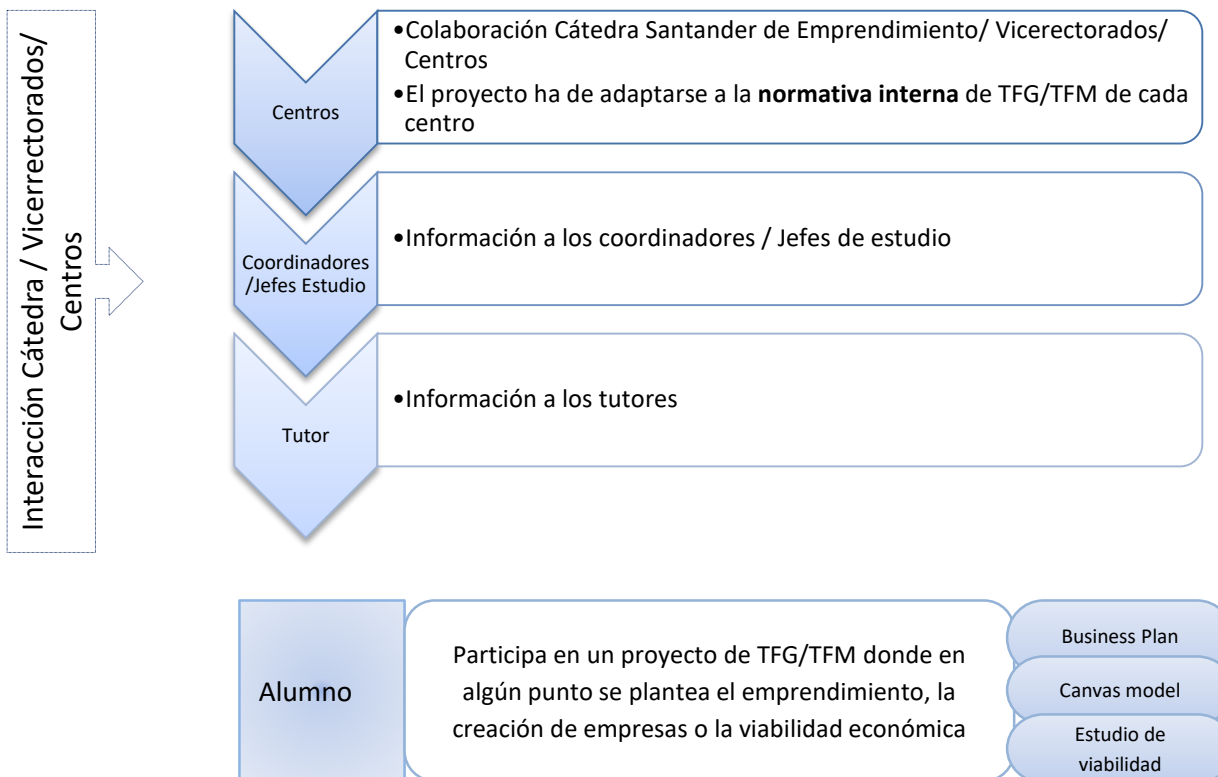 Interacción Cátedra / Vicerrectorados/
Centros
Centros
•Colaboración Cátedra Santander de Emprendimiento/ Vicerectorados/
Centros
•El proyecto ha de adaptarse a la normativa interna de TFG/TFM de cada
centro
Coordinadores
/Jefes Estudio
•Información a los coordinadores / Jefes de estudio
Tutor
•Información a los tutores
Alumno
Participa en un proyecto de TFG/TFM donde en
algún punto se plantea el emprendimiento, la
creación de empresas o la viabilidad económica
Business Plan
Canvas model
Estudio de
viabilidad